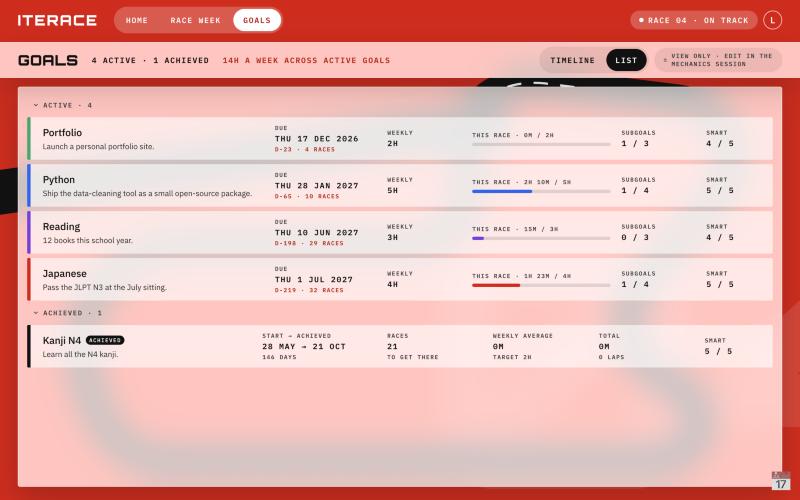 ITERACE
HOME
RACE WEEK
GOALS
RACE 04 · ON TRACK
L
GOALS
4 ACTIVE · 1 ACHIEVED
14H A WEEK ACROSS ACTIVE GOALS
TIMELINE
LIST
VIEW ONLY · EDIT IN THE
MECHANICS SESSION
ACTIVE · 4
Portfolio
Launch a personal portfolio site.
DUE
THU 17 DEC 2026
D-23 · 4 RACES
WEEKLY
2H
THIS RACE · 0M / 2H
SUBGOALS
1 / 3
SMART
4 / 5
Python
Ship the data-cleaning tool as a small open-source package.
DUE
THU 28 JAN 2027
D-65 · 10 RACES
WEEKLY
5H
THIS RACE · 2H 10M / 5H
SUBGOALS
1 / 4
SMART
5 / 5
Reading
12 books this school year.
DUE
THU 10 JUN 2027
D-198 · 29 RACES
WEEKLY
3H
THIS RACE · 15M / 3H
SUBGOALS
0 / 3
SMART
4 / 5
Japanese
Pass the JLPT N3 at the July sitting.
DUE
THU 1 JUL 2027
D-219 · 32 RACES
WEEKLY
4H
THIS RACE · 1H 23M / 4H
SUBGOALS
1 / 4
SMART
5 / 5
ACHIEVED · 1
Kanji N4
ACHIEVED
Learn all the N4 kanji.
START → ACHIEVED
28 MAY → 21 OCT
146 DAYS
RACES
21
TO GET THERE
WEEKLY AVERAGE
0M
TARGET 2H
TOTAL
0M
0 LAPS
SMART
5 / 5
17